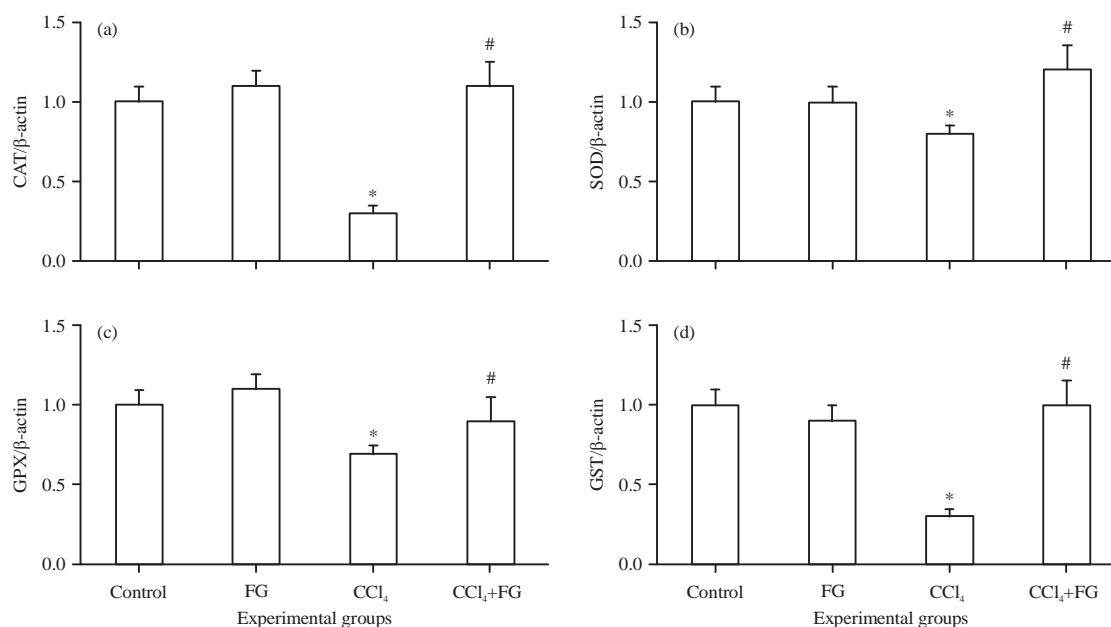 (a)
CAT/β-actin
1.5
1.0
0.5
0.0
#
*
(b)
SOD/β-actin
1.5
1.0
0.5
0.0
#
*
(c)
GPX/β-actin
1.5
1.0
0.5
0.0
#
*
Control FG CCl₄ CCl₄+FG
Experimental groups
(d)
GST/β-actin
1.5
1.0
0.5
0.0
#
*
Control FG CCl₄ CCl₄+FG
Experimental groups